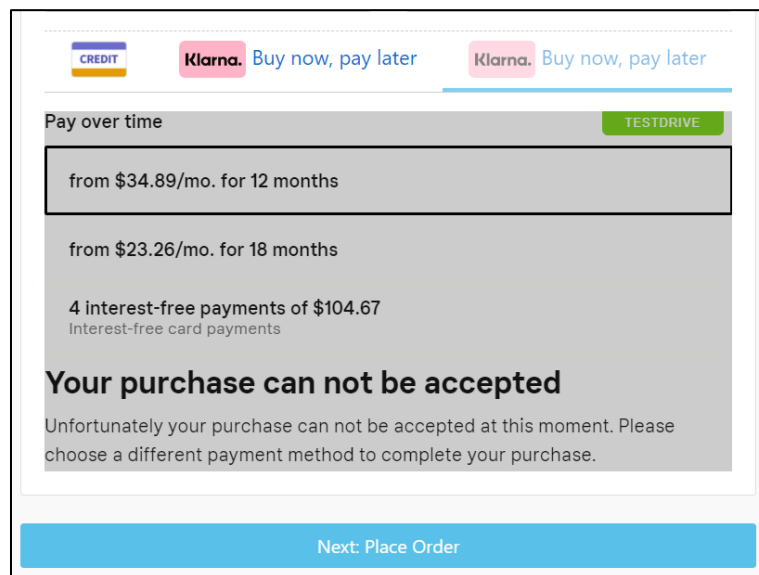 CREDIT Klarna. Buy now, pay later Klarna. Buy now, pay later
Pay over time TESTDRIVE
from $34.89/mo. for 12 months
from $23.26/mo. for 18 months
4 interest-free payments of $104.67
Interest-free card payments
Your purchase can not be accepted
Unfortunately your purchase can not be accepted at this moment. Please
choose a different payment method to complete your purchase.
Next: Place Order